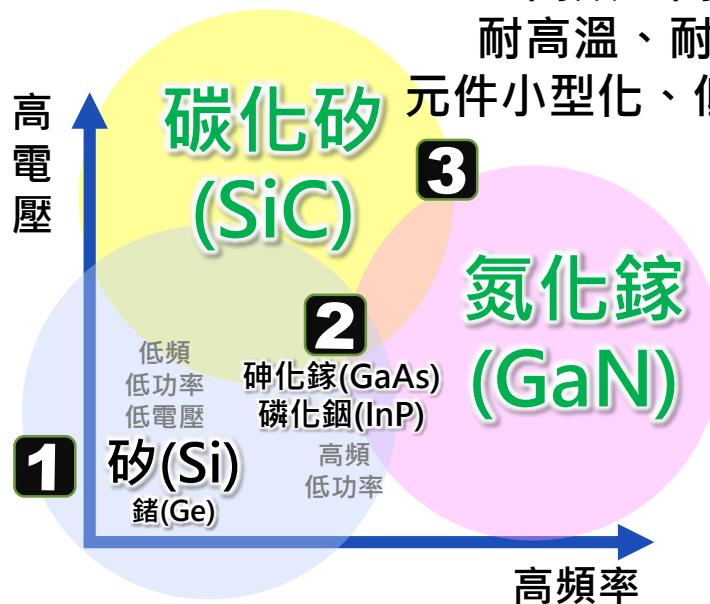 耐高溫、耐
元件小型化、低
高
電
壓
碳化矽
(SiC)
3
氮化鎵
(GaN)
2
砷化鎵(GaAs)
磷化銦(InP)
高頻
低功率
低頻
低功率
低電壓
1
矽(Si)
鍺(Ge)
高頻率